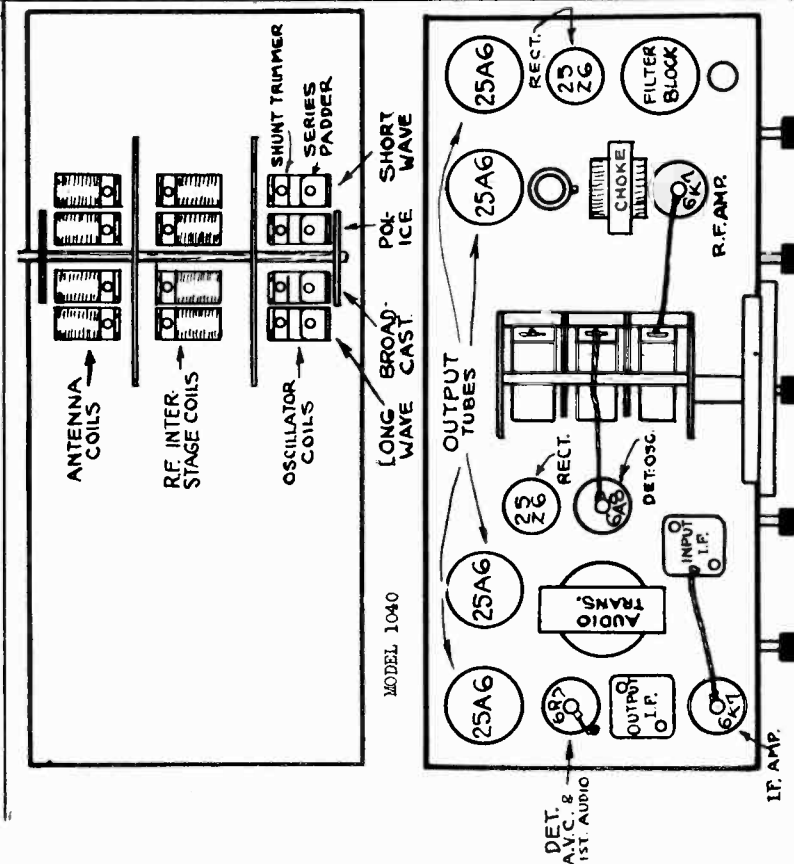 SHUNT TRIMMER
SERIES
PADDER
SHORT
WAVE
POL-
ICE
BROAD-
CAST
LONG
WAVE
ANTENNA
COILS
R.F. INTER-
STAGE COILS
OSCILLATOR
COILS
MODEL 1040
25A6
RECT.
25
Z6
FILTER
BLOCK
25A6
CHOKE
6K7
R.F. AMP.
OUTPUT
TUBES
25
Z6
RECT.
6A8
DET.OSC.
INPUT
I.F.
25A6
AUDIO
TRANS.
25A6
6R7
OUTPUT
I.F.
6K7
DET.
A.V.C. &
1ST. AUDIO
I.F. AMP.